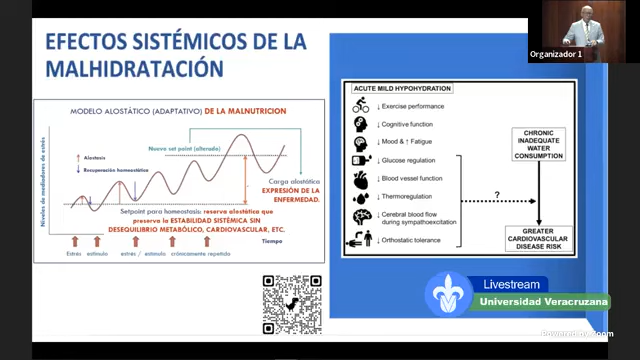 EFECTOS SISTÉMICOS DE LA
MALHIDRATACIÓN
MODELO ALOSTÁTICO (ADAPTATIVO) DE LA MALNUTRICION
Niveles de mediadores de estrés
Nuevo set point (alterado)
Alostasis
Recuperación homeostática
Carga alostática
EXPRESIÓN DE LA
ENFERMEDAD.
Setpoint para homeostasis: reserva alostática que
preserva la ESTABILIDAD SISTÉMICA SIN
DESEQUILIBRIO METABÓLICO, CARDIOVASCULAR, ETC.
Tiempo
Estrés estímulo estrés / estímulo crónicamente repetido
ACUTE MILD HYPOHYDRATION
↓ Exercise performance
↓ Cognitive function
↓ Mood & ↑ Fatigue
↓ Glucose regulation
↓ Blood vessel function
↓ Thermoregulation
↓ Cerebral blood flow
during sympathoexcitation
↓ Orthostatic tolerance
?
CHRONIC
INADEQUATE
WATER
CONSUMPTION
GREATER
CARDIOVASCULAR
DISEASE RISK
Organizador 1
Livestream
Universidad Veracruzana
Powered by Zoom